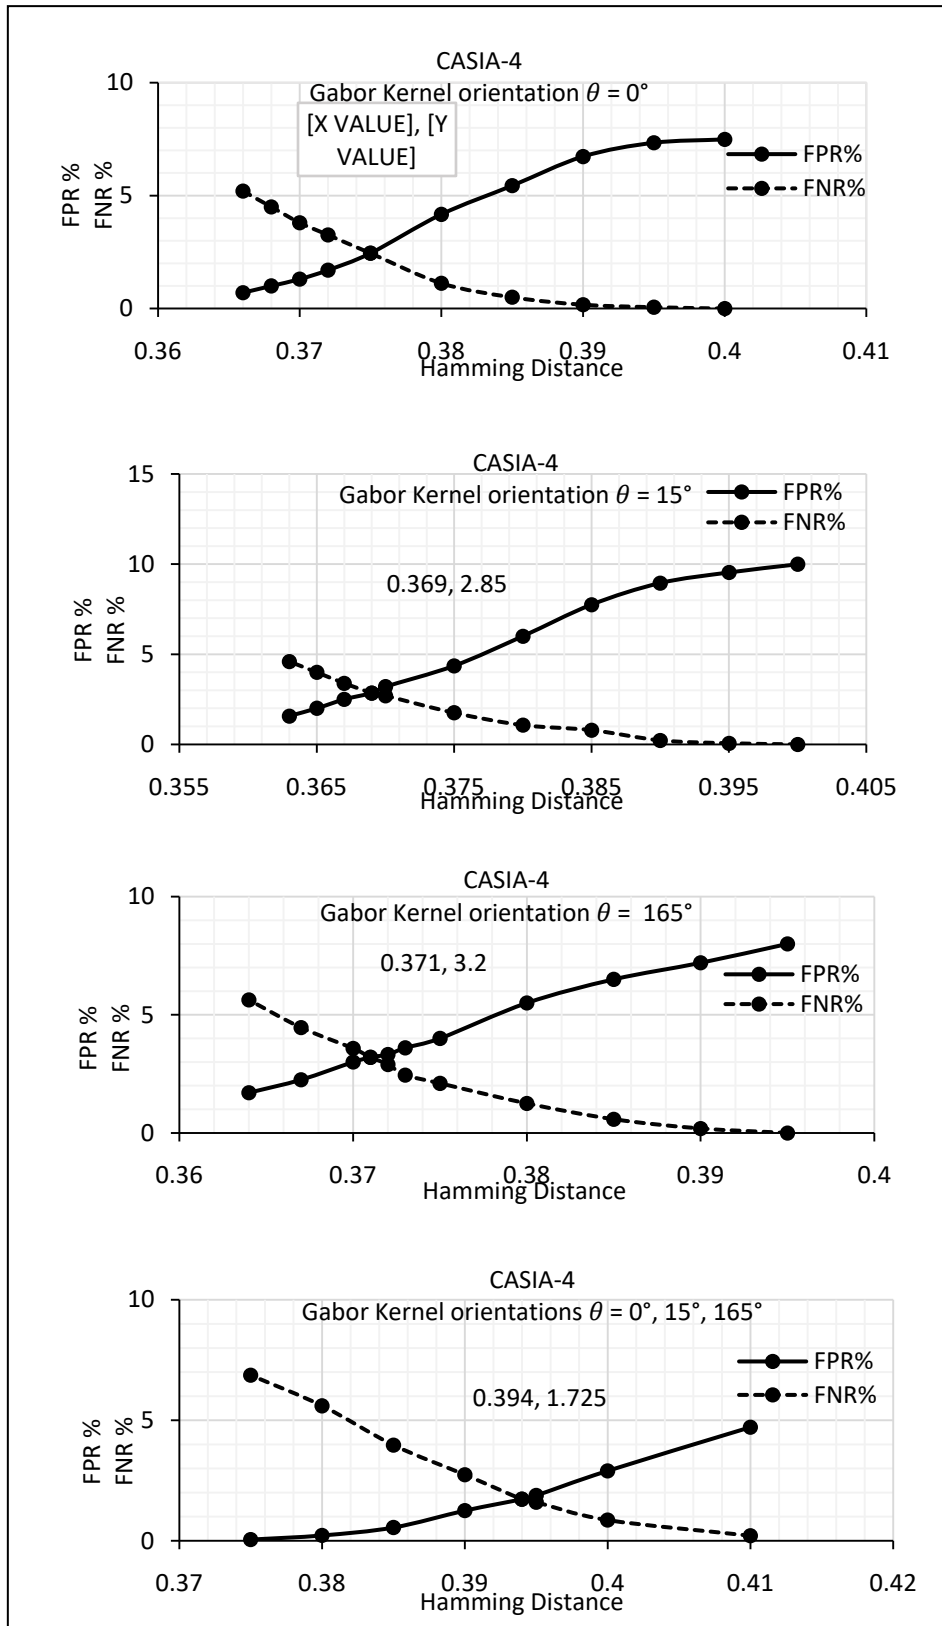 CASIA-4
Gabor Kernel orientation 𝜃 = 0°
[X VALUE], [Y
VALUE]
FPR%
FNR%
FPR %
FNR %
10
5
0
0.36
0.37
0.38
0.39
0.4
0.41
Hamming Distance
CASIA-4
Gabor Kernel orientation 𝜃 = 15°
FPR%
FNR%
0.369, 2.85
FPR %
FNR %
15
10
5
0
0.355
0.365
0.375
0.385
0.395
0.405
Hamming Distance
CASIA-4
Gabor Kernel orientation 𝜃 = 165°
0.371, 3.2
FPR%
FNR%
FPR %
FNR %
10
5
0
0.36
0.37
0.38
0.39
0.4
Hamming Distance
CASIA-4
Gabor Kernel orientations 𝜃 = 0°, 15°, 165°
FPR%
FNR%
0.394, 1.725
FPR %
FNR %
10
5
0
0.37
0.38
0.39
0.4
0.41
0.42
Hamming Distance